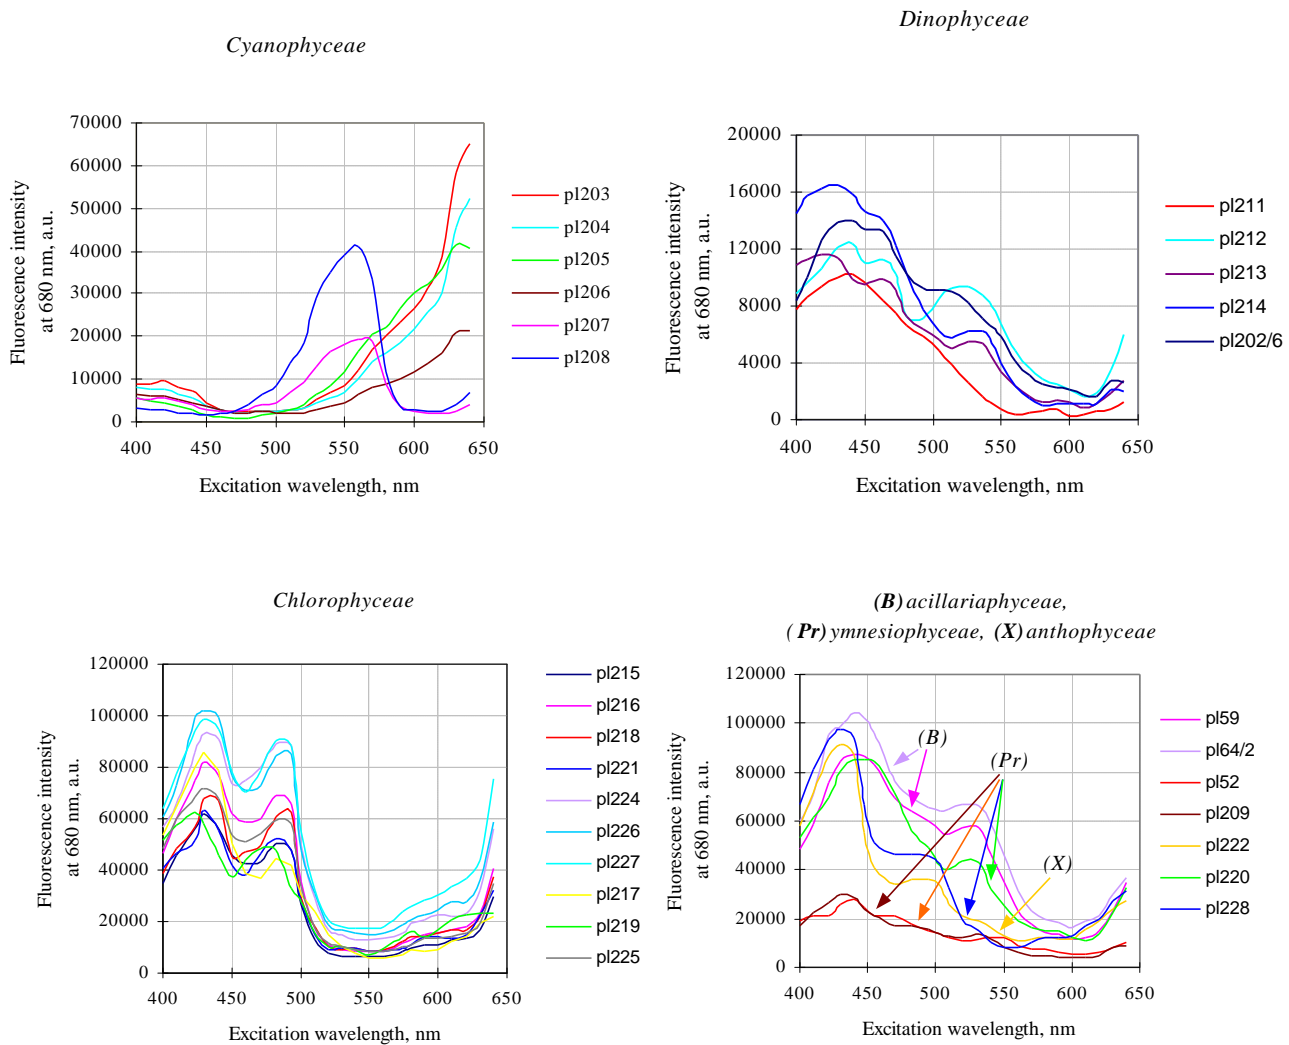 Cyanophyceae
Fluorescence intensity
at 680 nm, a.u.
70000
60000
50000
40000
30000
20000
10000
0
400 450 500 550 600 650
Excitation wavelength, nm
pl203
pl204
pl205
pl206
pl207
pl208
Dinophyceae
Fluorescence intensity
at 680 nm, a.u.
20000
16000
12000
8000
4000
0
400 450 500 550 600 650
Excitation wavelength, nm
pl211
pl212
pl213
pl214
pl202/6
Chlorophyceae
Fluorescence intensity
at 680 nm, a.u.
120000
100000
80000
60000
40000
20000
0
400 450 500 550 600 650
Excitation wavelength, nm
pl215
pl216
pl218
pl221
pl224
pl226
pl227
pl217
pl219
pl225
(B)acillariaphyceae,
(Pr)ymnesiophyceae, (X)anthophyceae
Fluorescence intensity
at 680 nm, a.u.
120000
100000
80000
60000
40000
20000
0
(B)
(Pr)
(X)
400 450 500 550 600 650
Excitation wavelength, nm
pl59
pl64/2
pl52
pl209
pl222
pl220
pl228